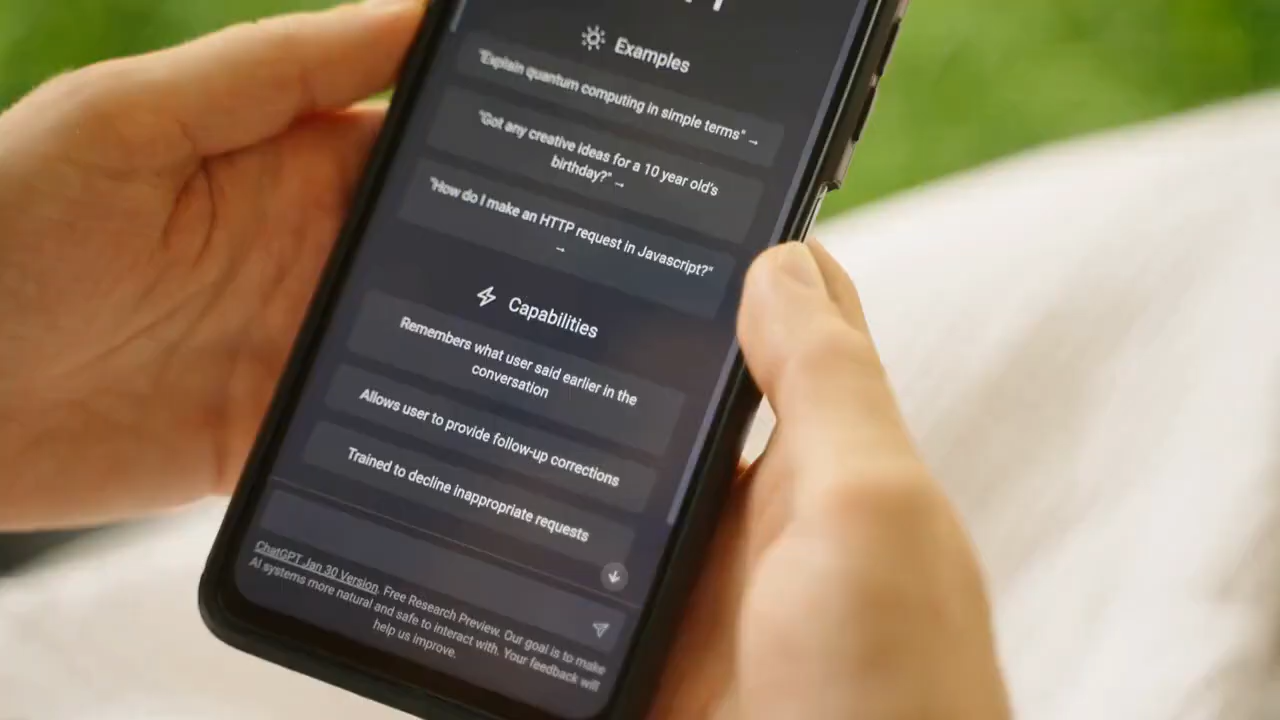 Examples
"Explain quantum computing in simple terms" →
"Got any creative ideas for a 10 year old's
birthday?" →
"How do I make an HTTP request in Javascript?"
→
Capabilities
Remembers what user said earlier in the
conversation
Allows user to provide follow-up corrections
Trained to decline inappropriate requests
ChatGPT Jan 30 Version. Free Research Preview. Our goal is to make
AI systems more natural and safe to interact with. Your feedback will
help us improve.